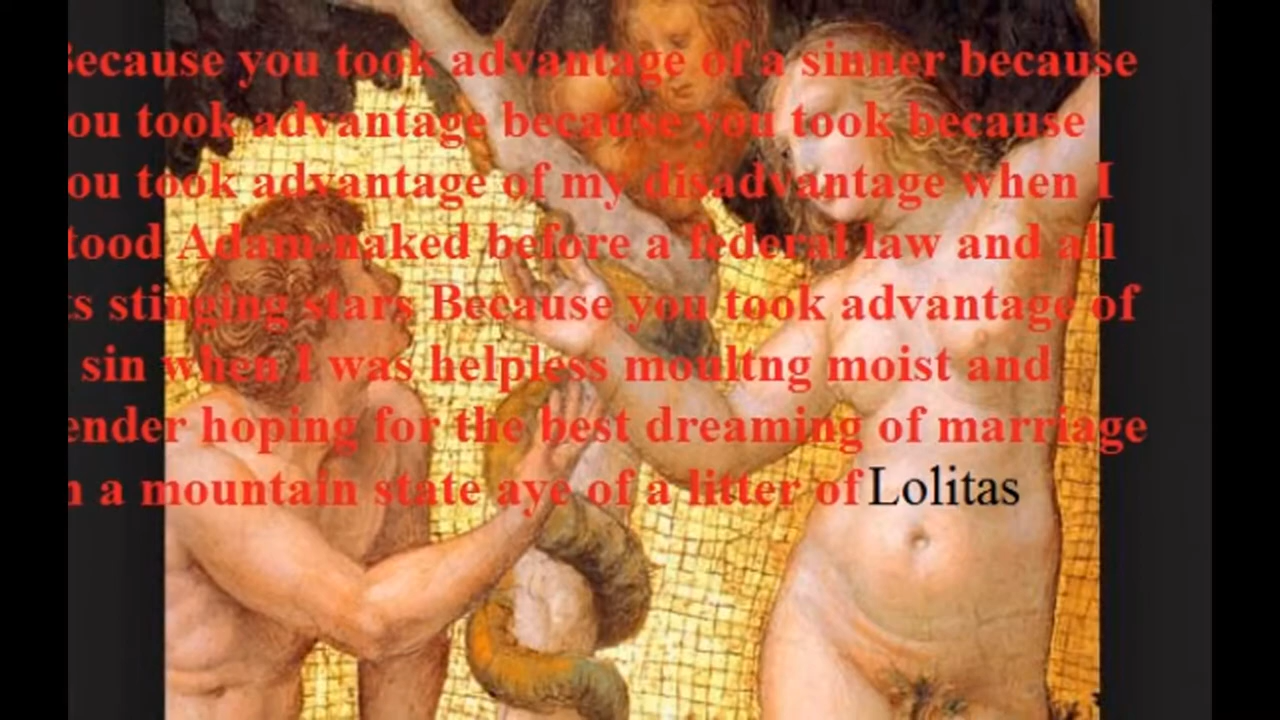 Because you took advantage of a sinner because
ou took advantage because you took because
ou took advantage of my disadvantage when I
tood Adam-naked before a federal law and all
ts stinging stars Because you took advantage of
sin when I was helpless moultng moist and
ender hoping for the best dreaming of marriage
n a mountain state aye of a litter of Lolitas